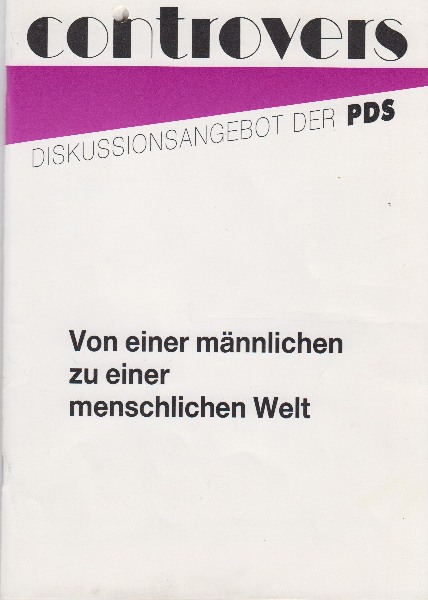 controvers
DISKUSSIONSANGEBOT DER PDS
Von einer männlichen
zu einer
menschlichen Welt